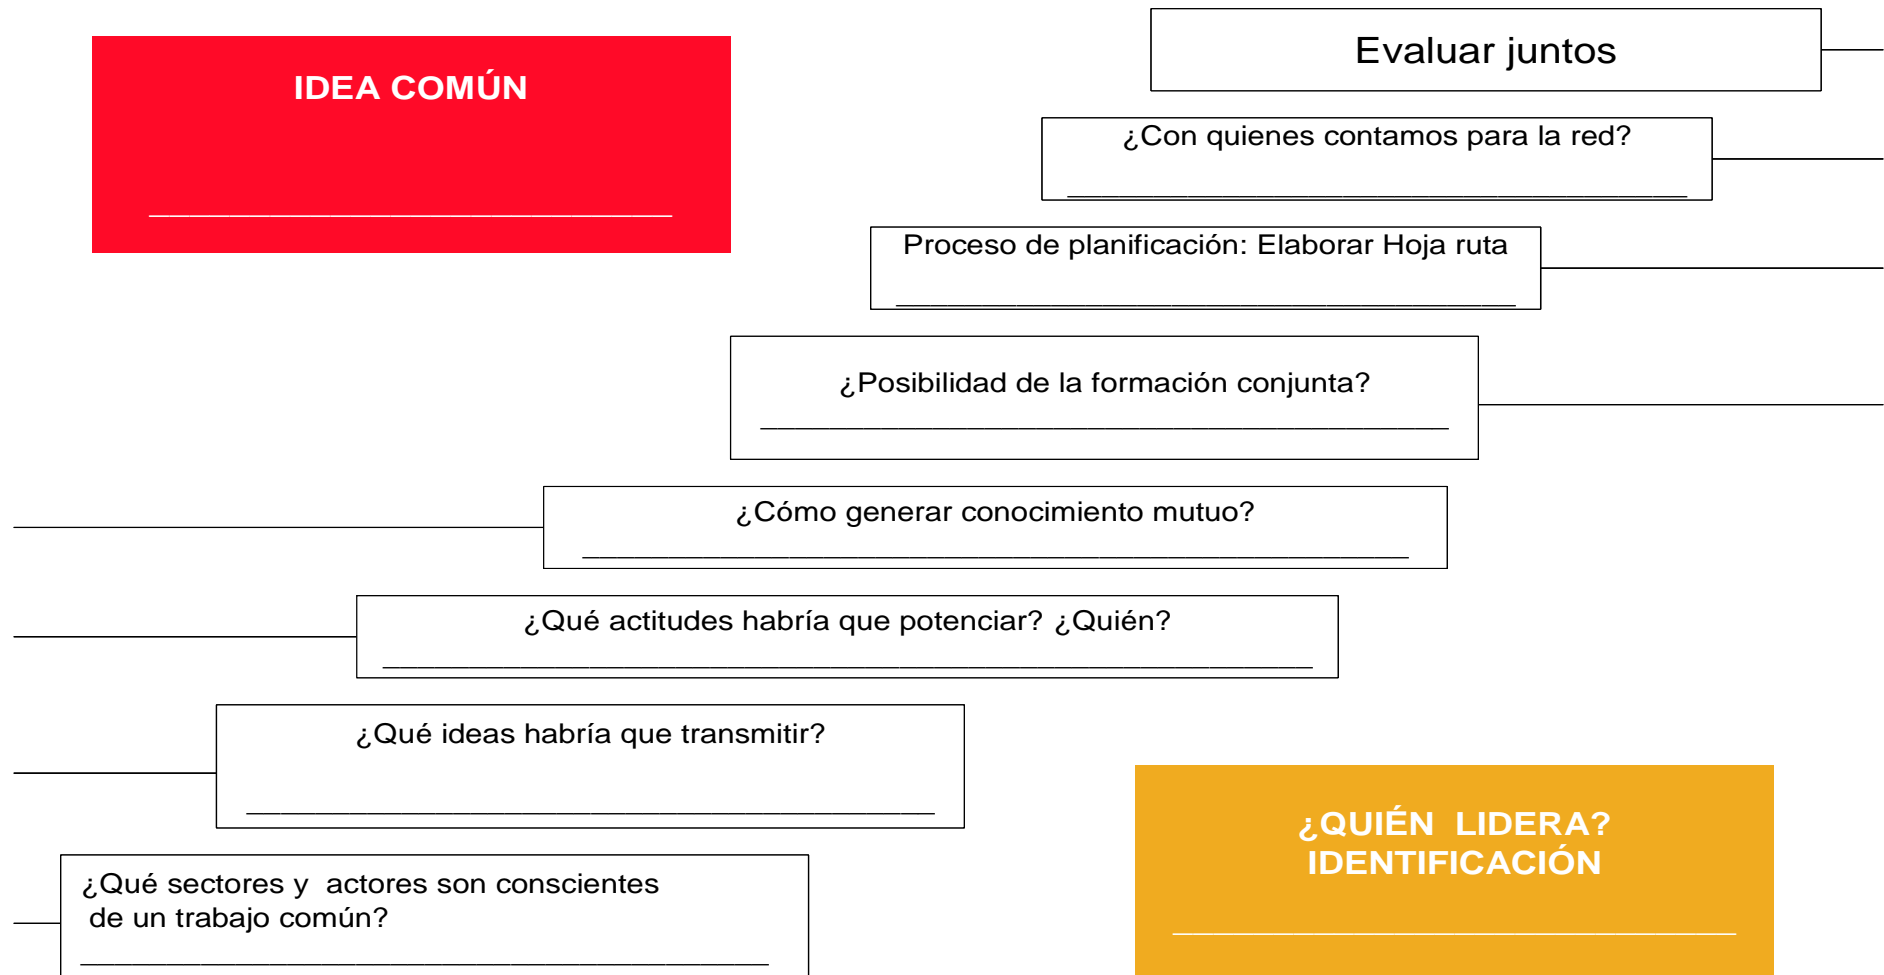 IDEA COMÚN
Evaluar juntos
¿Con quienes contamos para la red?
Proceso de planificación: Elaborar Hoja ruta
¿Posibilidad de la formación conjunta?
¿Cómo generar conocimiento mutuo?
¿Qué actitudes habría que potenciar? ¿Quién?
¿Qué ideas habría que transmitir?
¿QUIÉN LIDERA?
IDENTIFICACIÓN
¿Qué sectores y actores son conscientes
de un trabajo común?